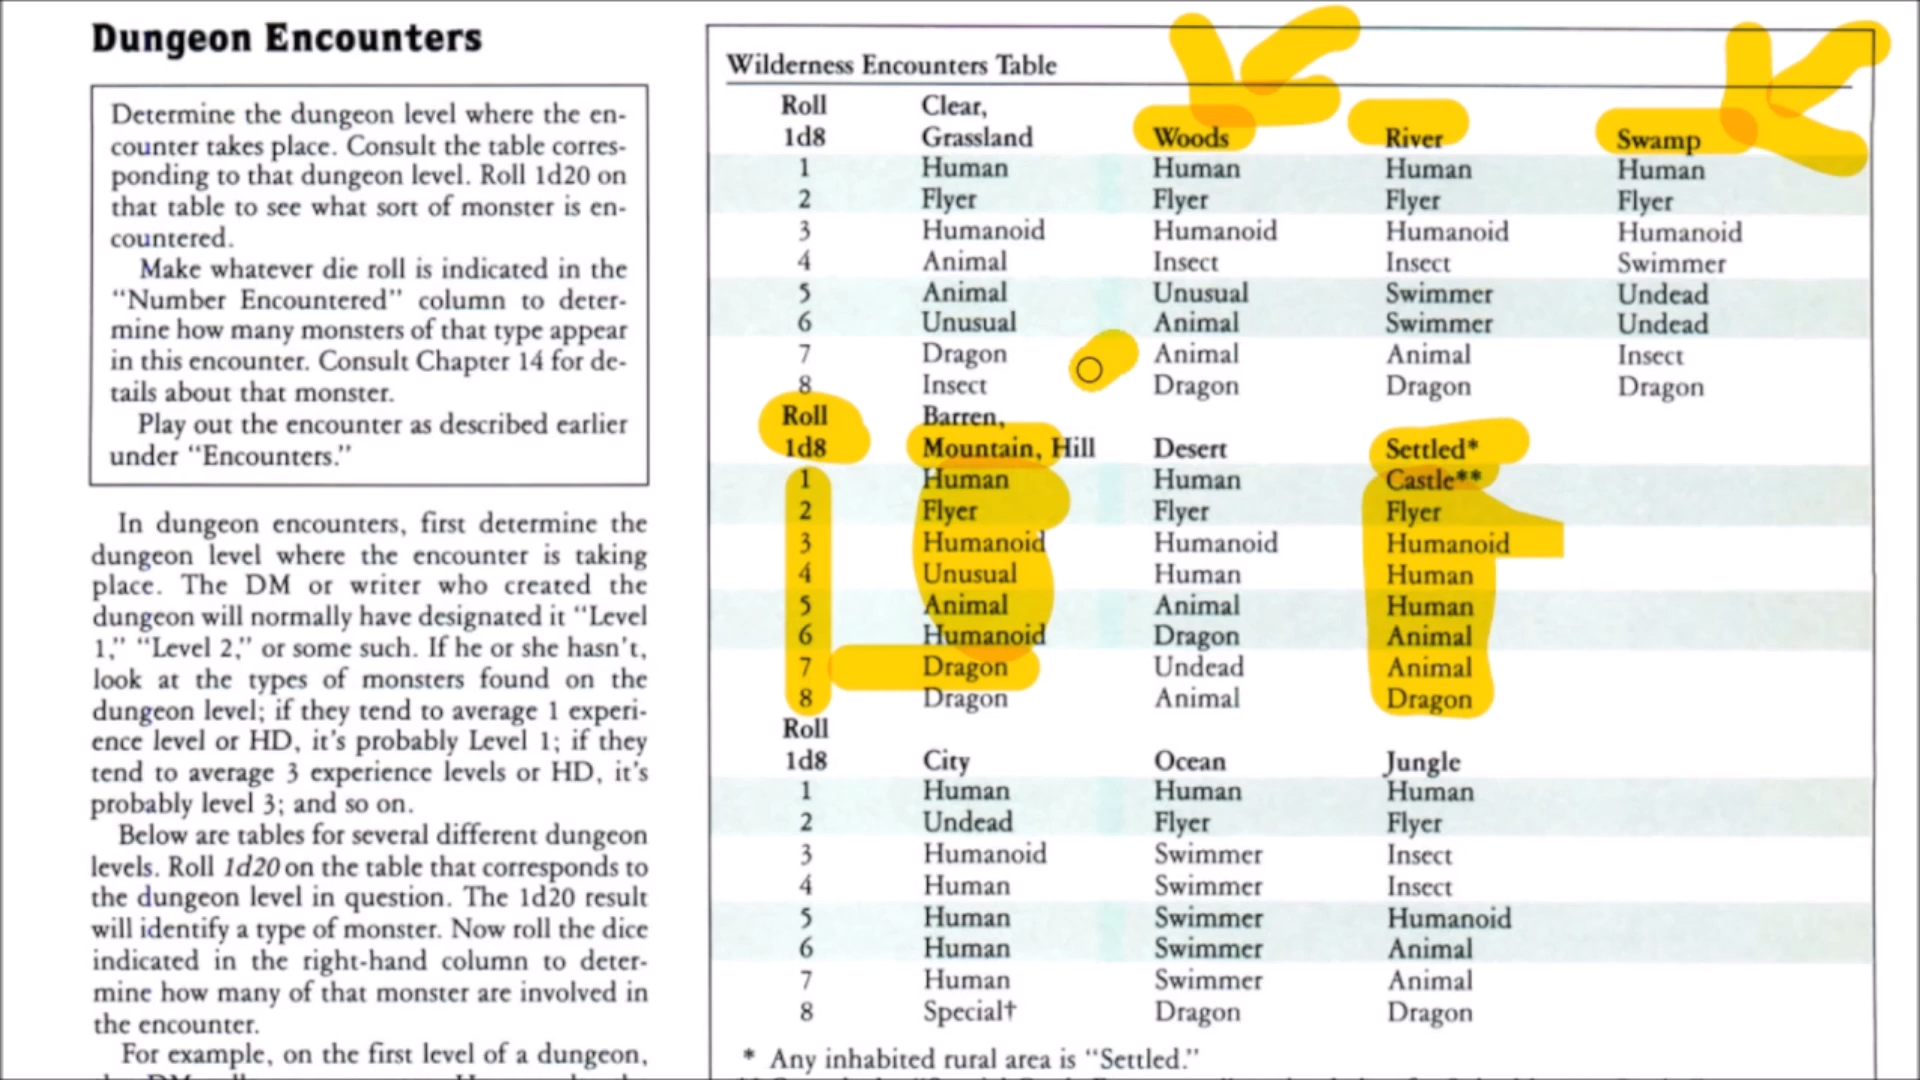 Dungeon Encounters
Determine the dungeon level where the en-
counter takes place. Consult the table corres-
ponding to that dungeon level. Roll 1d20 on
that table to see what sort of monster is en-
countered.
Make whatever die roll is indicated in the
“Number Encountered” column to deter-
mine how many monsters of that type appear
in this encounter. Consult Chapter 14 for de-
tails about that monster.
Play out the encounter as described earlier
under “Encounters.”
In dungeon encounters, first determine the
dungeon level where the encounter is taking
place. The DM or writer who created the
dungeon will normally have designated it “Level
1,” “Level 2,” or some such. If he or she hasn’t,
look at the types of monsters found on the
dungeon level; if they tend to average 1 experi-
ence level or HD, it’s probably Level 1; if they
tend to average 3 experience levels or HD, it’s
probably level 3; and so on.
Below are tables for several different dungeon
levels. Roll 1d20 on the table that corresponds to
the dungeon level in question. The 1d20 result
will identify a type of monster. Now roll the dice
indicated in the right-hand column to deter-
mine how many of that monster are involved in
the encounter.
For example, on the first level of a dungeon,
Wilderness Encounters Table
Roll Clear,
1d8 Grassland Woods River Swamp
1 Human Human Human Human
2 Flyer Flyer Flyer Flyer
3 Humanoid Humanoid Humanoid Humanoid
4 Animal Insect Insect Swimmer
5 Animal Unusual Swimmer Undead
6 Unusual Animal Swimmer Undead
7 Dragon Animal Animal Insect
8 Insect Dragon Dragon Dragon
Roll Barren,
1d8 Mountain, Hill Desert Settled*
1 Human Human Castle**
2 Flyer Flyer Flyer
3 Humanoid Humanoid Humanoid
4 Unusual Human Human
5 Animal Animal Human
6 Humanoid Dragon Animal
7 Dragon Undead Animal
8 Dragon Animal Dragon
Roll
1d8 City Ocean Jungle
1 Human Human Human
2 Undead Flyer Flyer
3 Humanoid Swimmer Insect
4 Human Swimmer Insect
5 Human Swimmer Humanoid
6 Human Swimmer Animal
7 Human Swimmer Animal
8 Special† Dragon Dragon
* Any inhabited rural area is “Settled.”